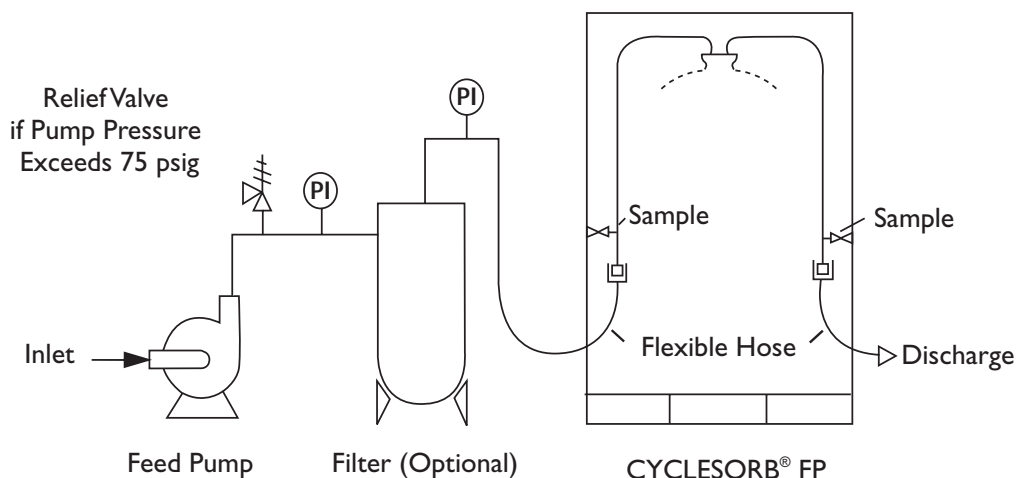 Relief Valve
if Pump Pressure
Exceeds 75 psig
PI
PI
Sample
Sample
Inlet
Flexible Hose
Discharge
Feed Pump
Filter (Optional)
CYCLESORB® FP